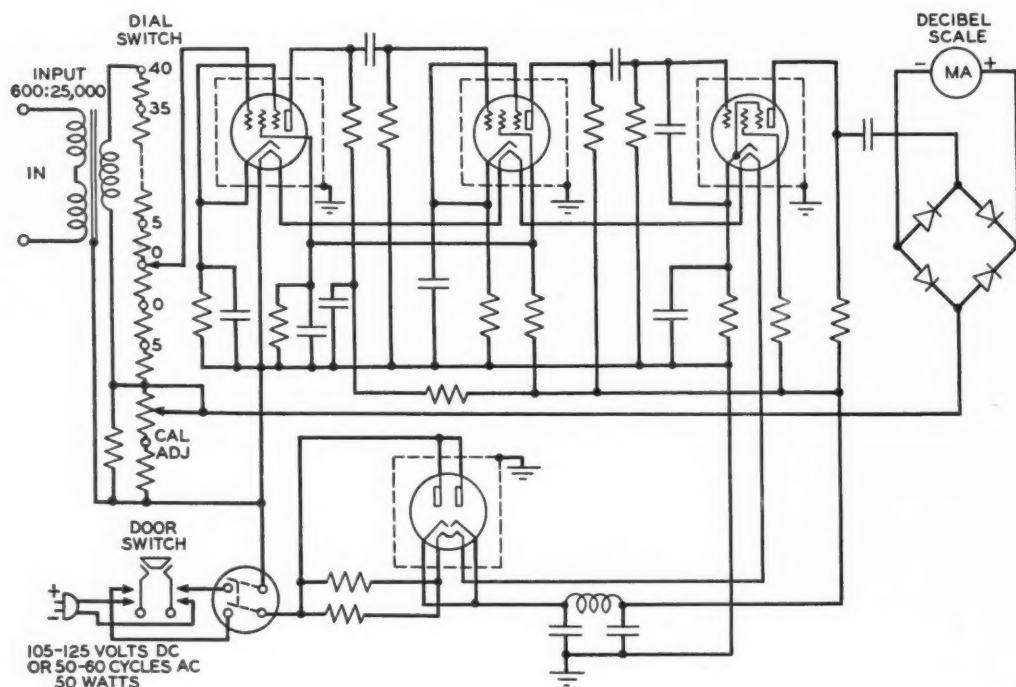 DIAL
SWITCH
INPUT
600:25,000
40
35
IN
5
0
0
5
CAL
ADJ
DECIBEL
SCALE
- MA +
DOOR
SWITCH
+
-
105-125 VOLTS DC
OR 50-60 CYCLES AC
50 WATTS